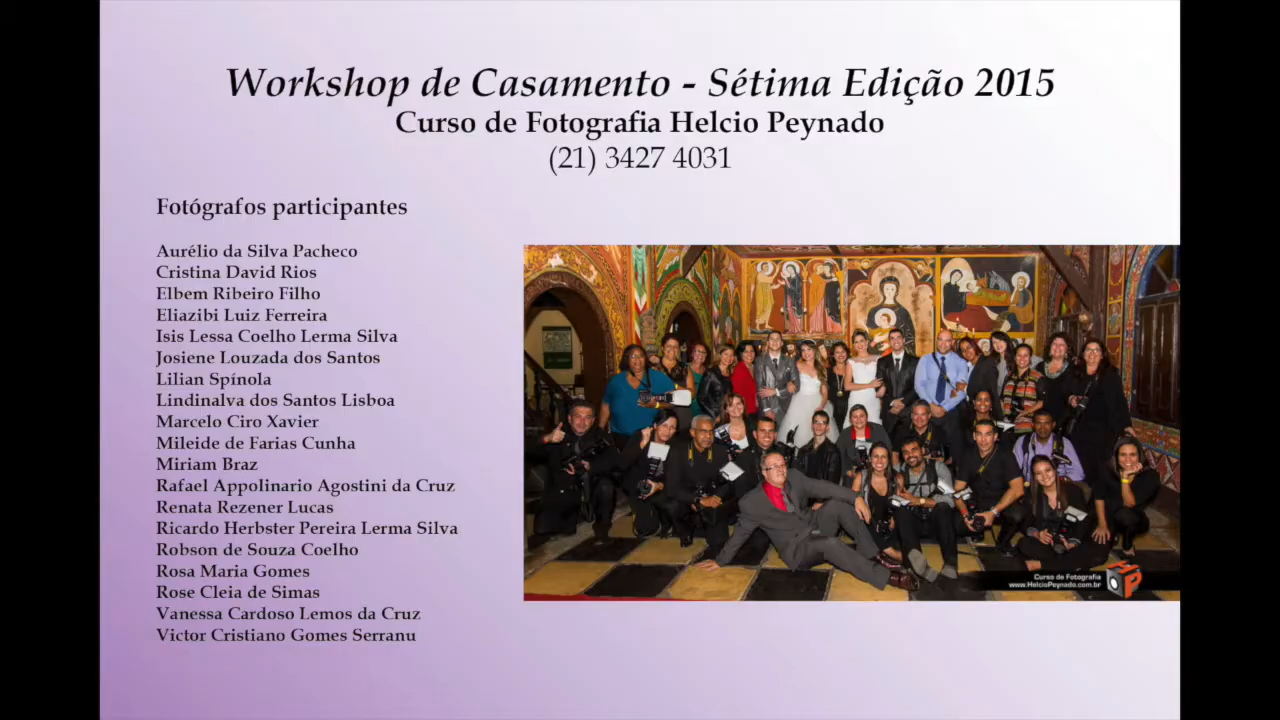 Workshop de Casamento - Sétima Edição 2015
Curso de Fotografia Helcio Peynado
(21) 3427 4031
Fotógrafos participantes
Aurélio da Silva Pacheco
Cristina David Rios
Elbem Ribeiro Filho
Eliazibi Luiz Ferreira
Isis Lessa Coelho Lerma Silva
Josiene Louzada dos Santos
Lilian Spínola
Lindinalva dos Santos Lisboa
Marcelo Ciro Xavier
Mileide de Farias Cunha
Miriam Braz
Rafael Appolinario Agostini da Cruz
Renata Rezener Lucas
Ricardo Herbster Pereira Lerma Silva
Robson de Souza Coelho
Rosa Maria Gomes
Rose Cleia de Simas
Vanessa Cardoso Lemos da Cruz
Victor Cristiano Gomes Serranu
Curso de Fotografia
www.HelcioPeynado.com.br
HP